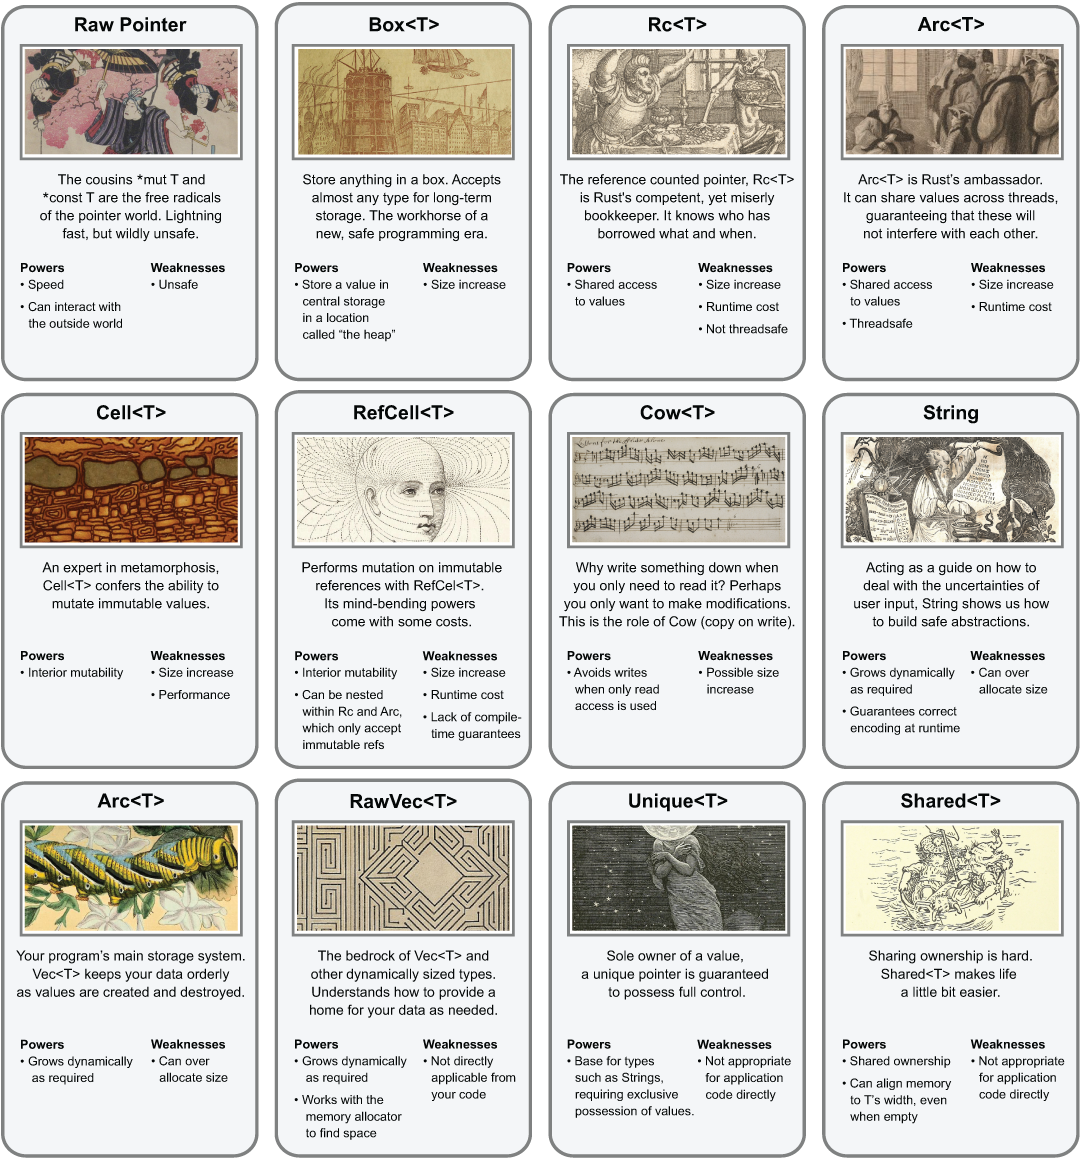 Raw Pointer
The cousins *mut T and
*const T are the free radicals
of the pointer world. Lightning
fast, but wildly unsafe.
Powers
• Speed
• Can interact with
the outside world
Weaknesses
• Unsafe
Box<T>
Store anything in a box. Accepts
almost any type for long-term
storage. The workhorse of a
new, safe programming era.
Powers
• Store a value in
central storage
in a location
called “the heap”
Weaknesses
• Size increase
Rc<T>
The reference counted pointer, Rc<T>
is Rust's competent, yet miserly
bookkeeper. It knows who has
borrowed what and when.
Powers
• Shared access
to values
Weaknesses
• Size increase
• Runtime cost
• Not threadsafe
Arc<T>
Arc<T> is Rust’s ambassador.
It can share values across threads,
guaranteeing that these will
not interfere with each other.
Powers
• Shared access
to values
• Threadsafe
Weaknesses
• Size increase
• Runtime cost
Cell<T>
An expert in metamorphosis,
Cell<T> confers the ability to
mutate immutable values.
Powers
• Interior mutability
Weaknesses
• Size increase
• Performance
RefCell<T>
Performs mutation on immutable
references with RefCel<T>.
Its mind-bending powers
come with some costs.
Powers
• Interior mutability
• Can be nested
within Rc and Arc,
which only accept
immutable refs
Weaknesses
• Size increase
• Runtime cost
• Lack of compile-
time guarantees
Cow<T>
Why write something down when
you only need to read it? Perhaps
you only want to make modifications.
This is the role of Cow (copy on write).
Powers
• Avoids writes
when only read
access is used
Weaknesses
• Possible size
increase
String
Acting as a guide on how to
deal with the uncertainties of
user input, String shows us how
to build safe abstractions.
Powers
• Grows dynamically
as required
• Guarantees correct
encoding at runtime
Weaknesses
• Can over
allocate size
Arc<T>
Your program’s main storage system.
Vec<T> keeps your data orderly
as values are created and destroyed.
Powers
• Grows dynamically
as required
Weaknesses
• Can over
allocate size
RawVec<T>
The bedrock of Vec<T> and
other dynamically sized types.
Understands how to provide a
home for your data as needed.
Powers
• Grows dynamically
as required
• Works with the
memory allocator
to find space
Weaknesses
• Not directly
applicable from
your code
Unique<T>
Sole owner of a value,
a unique pointer is guaranteed
to possess full control.
Powers
• Base for types
such as Strings,
requiring exclusive
possession of values.
Weaknesses
• Not appropriate
for application
code directly
Shared<T>
Sharing ownership is hard.
Shared<T> makes life
a little bit easier.
Powers
• Shared ownership
• Can align memory
to T’s width, even
when empty
Weaknesses
• Not appropriate
for application
code directly